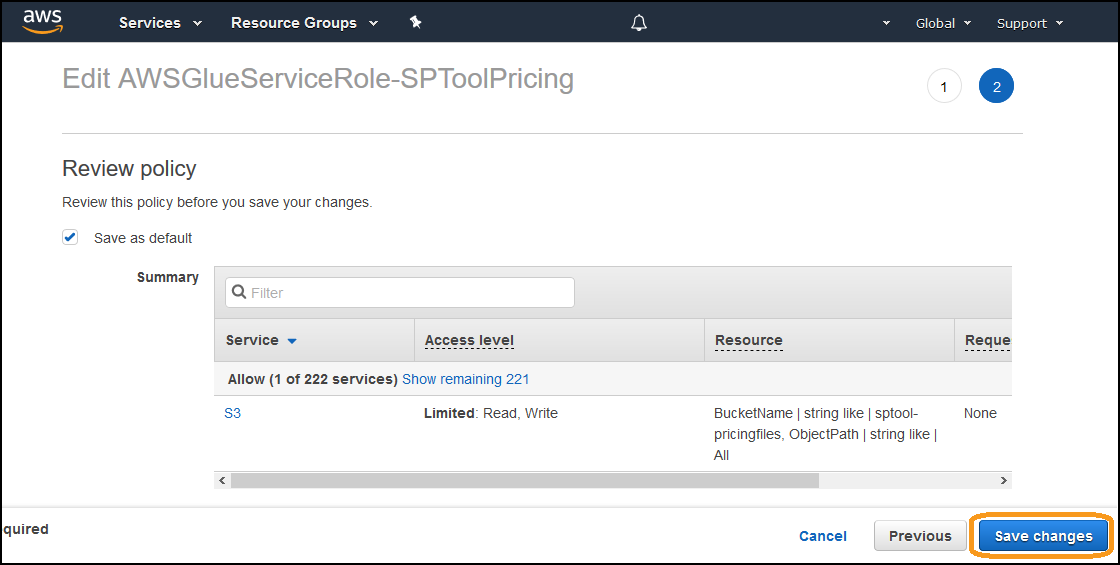 aws Services Resource Groups Global Support
Edit AWSGlueServiceRole-SPToolPricing
1 2
Review policy
Review this policy before you save your changes.
Save as default
Summary
Filter
Service Access level Resource Reque
Allow (1 of 222 services) Show remaining 221
S3 Limited: Read, Write BucketName | string like | sptool- None
pricingfiles, ObjectPath | string like |
All
quired
Cancel Previous Save changes